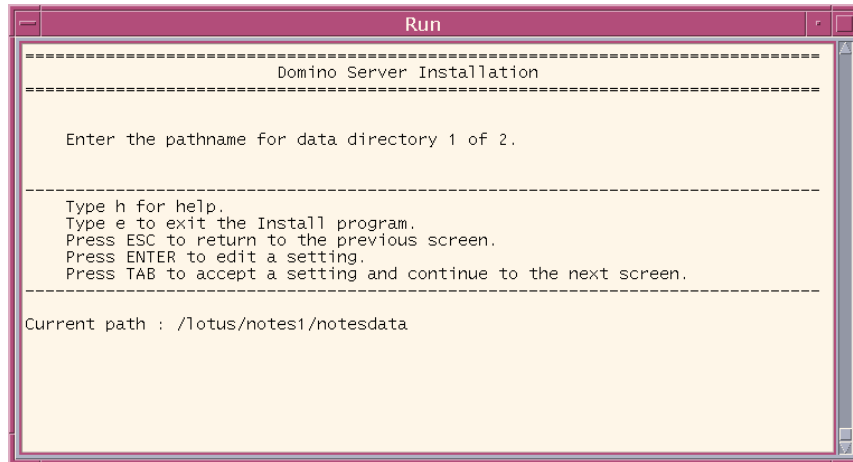 Run
================================================================================
Domino Server Installation
================================================================================
Enter the pathname for data directory 1 of 2.
--------------------------------------------------------------------------------
Type h for help.
Type e to exit the Install program.
Press ESC to return to the previous screen.
Press ENTER to edit a setting.
Press TAB to accept a setting and continue to the next screen.
--------------------------------------------------------------------------------
Current path : /lotus/notes1/notesdata